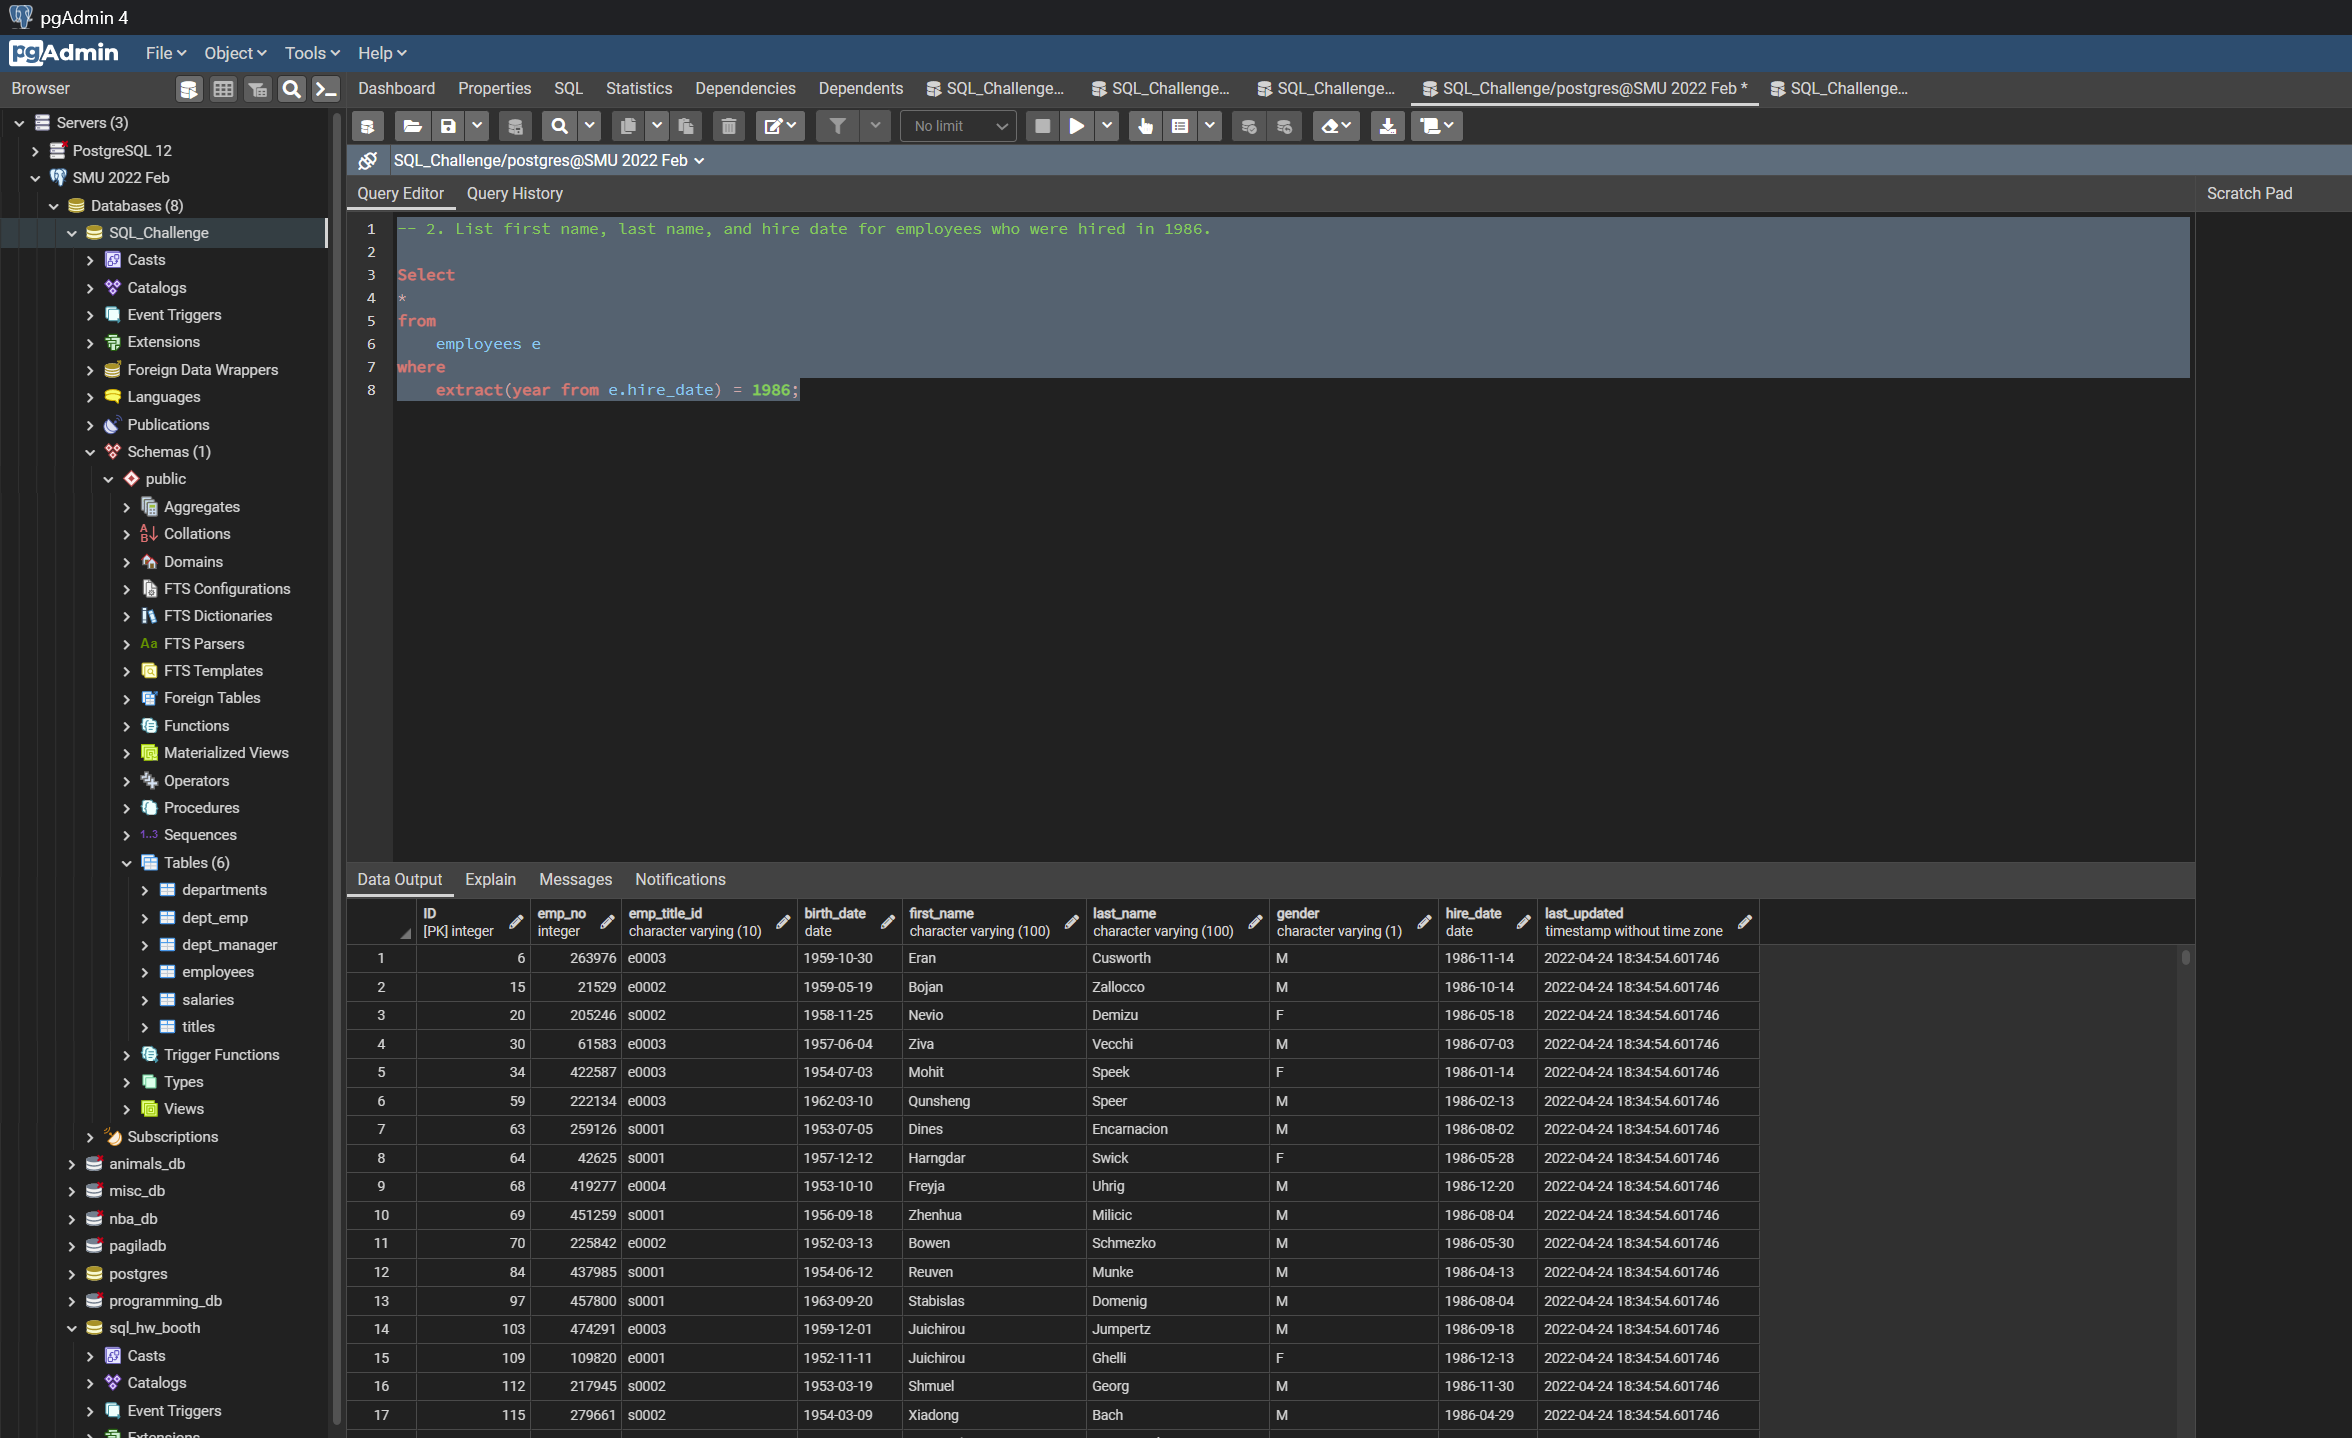 pgAdmin 4
pgAdmin File Object Tools Help
Browser
Dashboard Properties SQL Statistics Dependencies Dependents SQL_Challenge... SQL_Challenge... SQL_Challenge... SQL_Challenge/postgres@SMU 2022 Feb * SQL_Challenge...
No limit
SQL_Challenge/postgres@SMU 2022 Feb
Query Editor Query History
Scratch Pad
Servers (3)
PostgreSQL 12
SMU 2022 Feb
Databases (8)
SQL_Challenge
Casts
Catalogs
Event Triggers
Extensions
Foreign Data Wrappers
Languages
Publications
Schemas (1)
public
Aggregates
Collations
Domains
FTS Configurations
FTS Dictionaries
Aa FTS Parsers
FTS Templates
Foreign Tables
Functions
Materialized Views
Operators
Procedures
1..3 Sequences
Tables (6)
departments
dept_emp
dept_manager
employees
salaries
titles
Trigger Functions
Types
Views
Subscriptions
animals_db
misc_db
nba_db
pagiladb
postgres
programming_db
sql_hw_booth
Casts
Catalogs
Event Triggers
Extensions
1 -- 2. List first name, last name, and hire date for employees who were hired in 1986.
2
3 Select
4 *
5 from
6 employees e
7 where
8 extract(year from e.hire_date) = 1986;
Data Output Explain Messages Notifications
ID emp_no emp_title_id birth_date first_name last_name gender hire_date last_updated
[PK] integer integer character varying (10) date character varying (100) character varying (100) character varying (1) date timestamp without time zone
1 6 263976 e0003 1959-10-30 Eran Cusworth M 1986-11-14 2022-04-24 18:34:54.601746
2 15 21529 e0002 1959-05-19 Bojan Zallocco M 1986-10-14 2022-04-24 18:34:54.601746
3 20 205246 s0002 1958-11-25 Nevio Demizu F 1986-05-18 2022-04-24 18:34:54.601746
4 30 61583 e0003 1957-06-04 Ziva Vecchi M 1986-07-03 2022-04-24 18:34:54.601746
5 34 422587 e0003 1954-07-03 Mohit Speek F 1986-01-14 2022-04-24 18:34:54.601746
6 59 222134 e0003 1962-03-10 Qunsheng Speer M 1986-02-13 2022-04-24 18:34:54.601746
7 63 259126 s0001 1953-07-05 Dines Encarnacion M 1986-08-02 2022-04-24 18:34:54.601746
8 64 42625 s0001 1957-12-12 Harngdar Swick F 1986-05-28 2022-04-24 18:34:54.601746
9 68 419277 e0004 1953-10-10 Freyja Uhrig M 1986-12-20 2022-04-24 18:34:54.601746
10 69 451259 s0001 1956-09-18 Zhenhua Milicic M 1986-08-04 2022-04-24 18:34:54.601746
11 70 225842 e0002 1952-03-13 Bowen Schmezko M 1986-05-30 2022-04-24 18:34:54.601746
12 84 437985 s0001 1954-06-12 Reuven Munke M 1986-04-13 2022-04-24 18:34:54.601746
13 97 457800 s0001 1963-09-20 Stabislas Domenig M 1986-08-04 2022-04-24 18:34:54.601746
14 103 474291 e0003 1959-12-01 Juichirou Jumpertz M 1986-09-18 2022-04-24 18:34:54.601746
15 109 109820 e0001 1952-11-11 Juichirou Ghelli F 1986-12-13 2022-04-24 18:34:54.601746
16 112 217945 s0002 1953-03-19 Shmuel Georg M 1986-11-30 2022-04-24 18:34:54.601746
17 115 279661 s0002 1954-03-09 Xiadong Bach M 1986-04-29 2022-04-24 18:34:54.601746